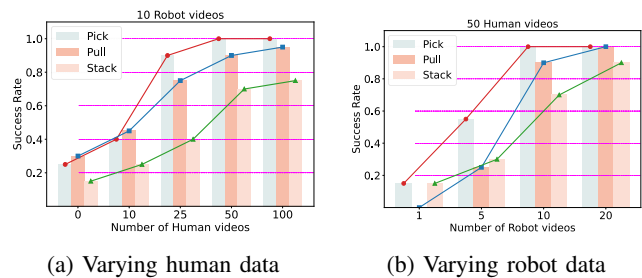 10 Robot videos
Success Rate
1.0
0.8
0.6
0.4
0.2
Pick
Pull
Stack
0 10 25 50 100
Number of Human videos
(a) Varying human data
50 Human videos
Success Rate
1.0
0.8
0.6
0.4
0.2
Pick
Pull
Stack
1 5 10 20
Number of Robot videos
(b) Varying robot data